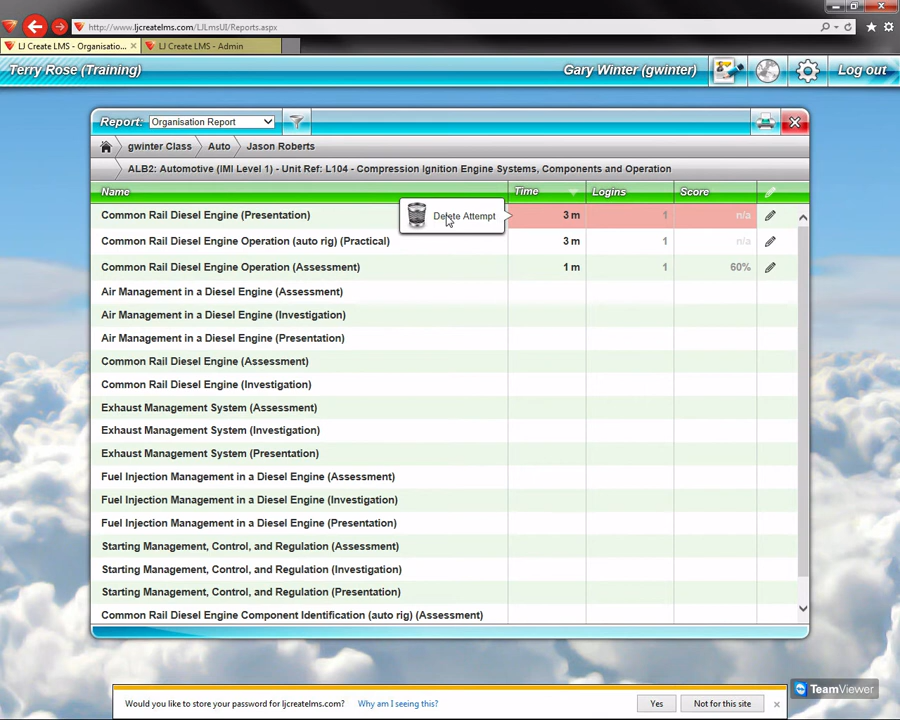 http://www.ljcreatelms.com/LJLmsUI/Reports.aspx
LJ Create LMS - Organisatio...
LJ Create LMS - Admin
Terry Rose (Training)
Gary Winter (gwinter)
Log out
Report: Organisation Report
gwinter Class Auto Jason Roberts
ALB2: Automotive (IMI Level 1) - Unit Ref: L104 - Compression Ignition Engine Systems, Components and Operation
Name Time Logins Score
Common Rail Diesel Engine (Presentation) Delete Attempt 3 m 1 n/a
Common Rail Diesel Engine Operation (auto rig) (Practical) 3 m 1 n/a
Common Rail Diesel Engine Operation (Assessment) 1 m 1 60%
Air Management in a Diesel Engine (Assessment)
Air Management in a Diesel Engine (Investigation)
Air Management in a Diesel Engine (Presentation)
Common Rail Diesel Engine (Assessment)
Common Rail Diesel Engine (Investigation)
Exhaust Management System (Assessment)
Exhaust Management System (Investigation)
Exhaust Management System (Presentation)
Fuel Injection Management in a Diesel Engine (Assessment)
Fuel Injection Management in a Diesel Engine (Investigation)
Fuel Injection Management in a Diesel Engine (Presentation)
Starting Management, Control, and Regulation (Assessment)
Starting Management, Control, and Regulation (Investigation)
Starting Management, Control, and Regulation (Presentation)
Common Rail Diesel Engine Component Identification (auto rig) (Assessment)
TeamViewer
Would you like to store your password for ljcreatelms.com? Why am I seeing this? Yes Not for this site